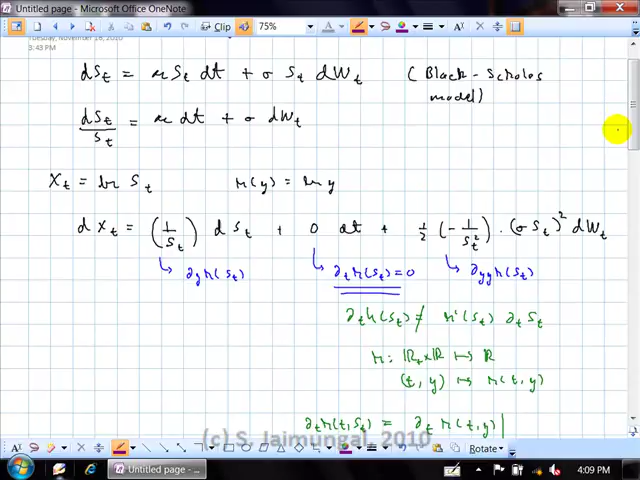 Untitled page - Microsoft Office OneNote
Clip
75%
Tuesday, November 16, 2010
3:43 PM
dS_t = μ S_t dt + σ S_t dW_t (Black-Scholes
model)
dS_t / S_t = μ dt + σ dW_t
X_t = ln S_t h(y) = ln y
dX_t = (1/S_t) dS_t + 0 dt + ½ (-1/S_t²) · (σ S_t)² dW_t
∂_y h(S_t) ∂_t h(S_t) = 0 ∂_yy h(S_t)
∂_t h(S_t) ≠ h'(S_t) ∂_t S_t
h: ℝ_+ × ℝ ↦ ℝ
(t, y) ↦ h(t, y)
∂_t h(t, S_t) = ∂_t h(t, y)|
(c) S. Jaimungal, 2010
Rotate
Untitled page - Micr...
4:09 PM